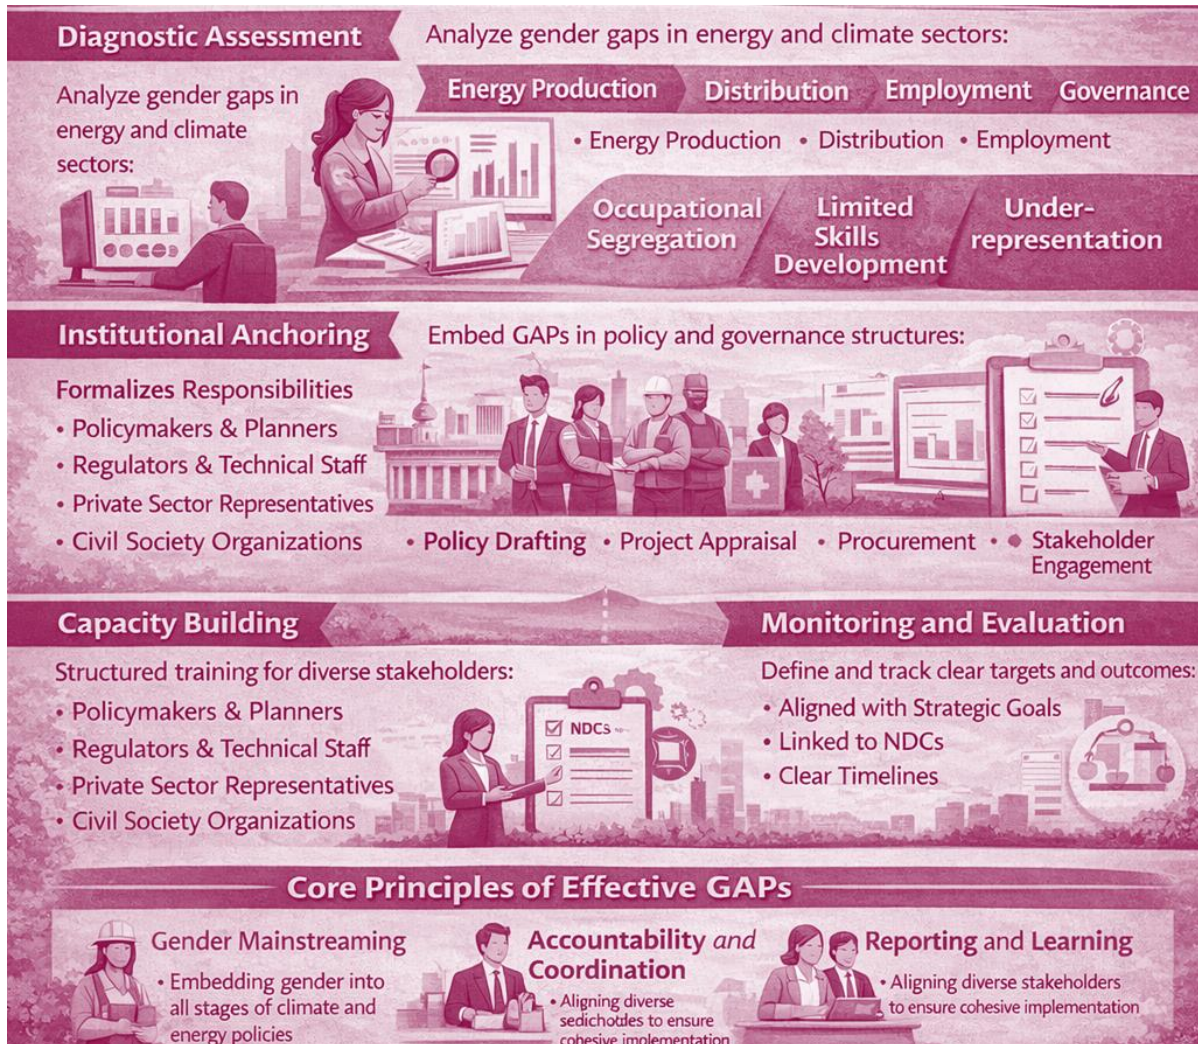 Diagnostic Assessment
Analyze gender gaps in
energy and climate
sectors:
Analyze gender gaps in energy and climate sectors:
Energy Production Distribution Employment Governance
• Energy Production • Distribution • Employment
Occupational
Segregation
Limited
Skills
Development
Under-
representation
Institutional Anchoring
Embed GAPs in policy and governance structures:
Formalizes Responsibilities
• Policymakers & Planners
• Regulators & Technical Staff
• Private Sector Representatives
• Civil Society Organizations
• Policy Drafting • Project Appraisal • Procurement • • Stakeholder
Engagement
Capacity Building
Structured training for diverse stakeholders:
• Policymakers & Planners
• Regulators & Technical Staff
• Private Sector Representatives
• Civil Society Organizations
NDCs
Monitoring and Evaluation
Define and track clear targets and outcomes:
• Aligned with Strategic Goals
• Linked to NDCs
• Clear Timelines
Core Principles of Effective GAPs
Gender Mainstreaming
• Embedding gender into
all stages of climate and
energy policies
Accountability and
Coordination
• Aligning diverse
sedichotdes to ensure
cohesive implementation
Reporting and Learning
• Aligning diverse stakeholders
to ensure cohesive implementation